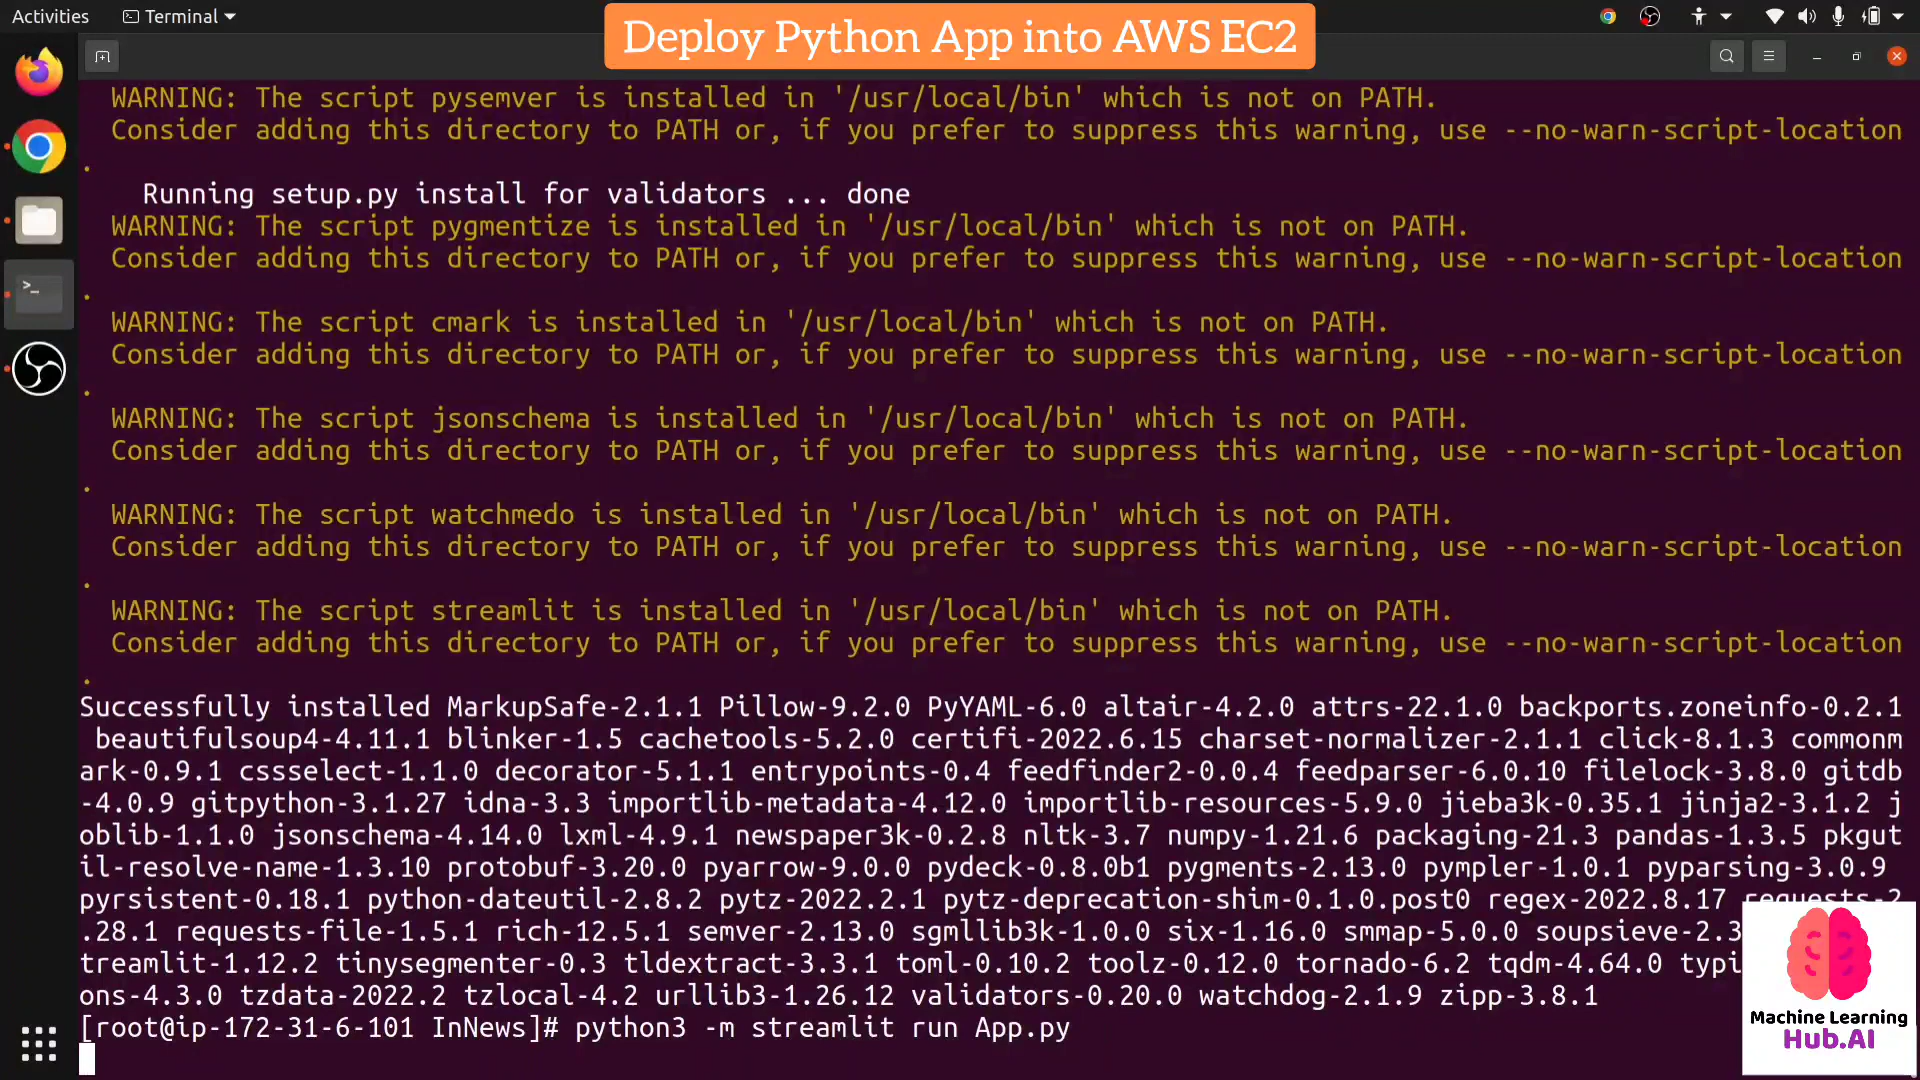 Activities
Terminal
Deploy Python App into AWS EC2
WARNING: The script pysemver is installed in '/usr/local/bin' which is not on PATH.
Consider adding this directory to PATH or, if you prefer to suppress this warning, use --no-warn-script-location
.
Running setup.py install for validators ... done
WARNING: The script pygmentize is installed in '/usr/local/bin' which is not on PATH.
Consider adding this directory to PATH or, if you prefer to suppress this warning, use --no-warn-script-location
.
WARNING: The script cmark is installed in '/usr/local/bin' which is not on PATH.
Consider adding this directory to PATH or, if you prefer to suppress this warning, use --no-warn-script-location
.
WARNING: The script jsonschema is installed in '/usr/local/bin' which is not on PATH.
Consider adding this directory to PATH or, if you prefer to suppress this warning, use --no-warn-script-location
.
WARNING: The script watchmedo is installed in '/usr/local/bin' which is not on PATH.
Consider adding this directory to PATH or, if you prefer to suppress this warning, use --no-warn-script-location
.
WARNING: The script streamlit is installed in '/usr/local/bin' which is not on PATH.
Consider adding this directory to PATH or, if you prefer to suppress this warning, use --no-warn-script-location
.
Successfully installed MarkupSafe-2.1.1 Pillow-9.2.0 PyYAML-6.0 altair-4.2.0 attrs-22.1.0 backports.zoneinfo-0.2.1
beautifulsoup4-4.11.1 blinker-1.5 cachetools-5.2.0 certifi-2022.6.15 charset-normalizer-2.1.1 click-8.1.3 commonm
ark-0.9.1 cssselect-1.1.0 decorator-5.1.1 entrypoints-0.4 feedfinder2-0.0.4 feedparser-6.0.10 filelock-3.8.0 gitdb
-4.0.9 gitpython-3.1.27 idna-3.3 importlib-metadata-4.12.0 importlib-resources-5.9.0 jieba3k-0.35.1 jinja2-3.1.2 j
oblib-1.1.0 jsonschema-4.14.0 lxml-4.9.1 newspaper3k-0.2.8 nltk-3.7 numpy-1.21.6 packaging-21.3 pandas-1.3.5 pkgut
il-resolve-name-1.3.10 protobuf-3.20.0 pyarrow-9.0.0 pydeck-0.8.0b1 pygments-2.13.0 pympler-1.0.1 pyparsing-3.0.9
pyrsistent-0.18.1 python-dateutil-2.8.2 pytz-2022.2.1 pytz-deprecation-shim-0.1.0.post0 regex-2022.8.17 requests-2
.28.1 requests-file-1.5.1 rich-12.5.1 semver-2.13.0 sgmllib3k-1.0.0 six-1.16.0 smmap-5.0.0 soupsieve-2.3
treamlit-1.12.2 tinysegmenter-0.3 tldextract-3.3.1 toml-0.10.2 toolz-0.12.0 tornado-6.2 tqdm-4.64.0 typi
ons-4.3.0 tzdata-2022.2 tzlocal-4.2 urllib3-1.26.12 validators-0.20.0 watchdog-2.1.9 zipp-3.8.1
[root@ip-172-31-6-101 InNews]# python3 -m streamlit run App.py
Machine Learning
Hub.AI